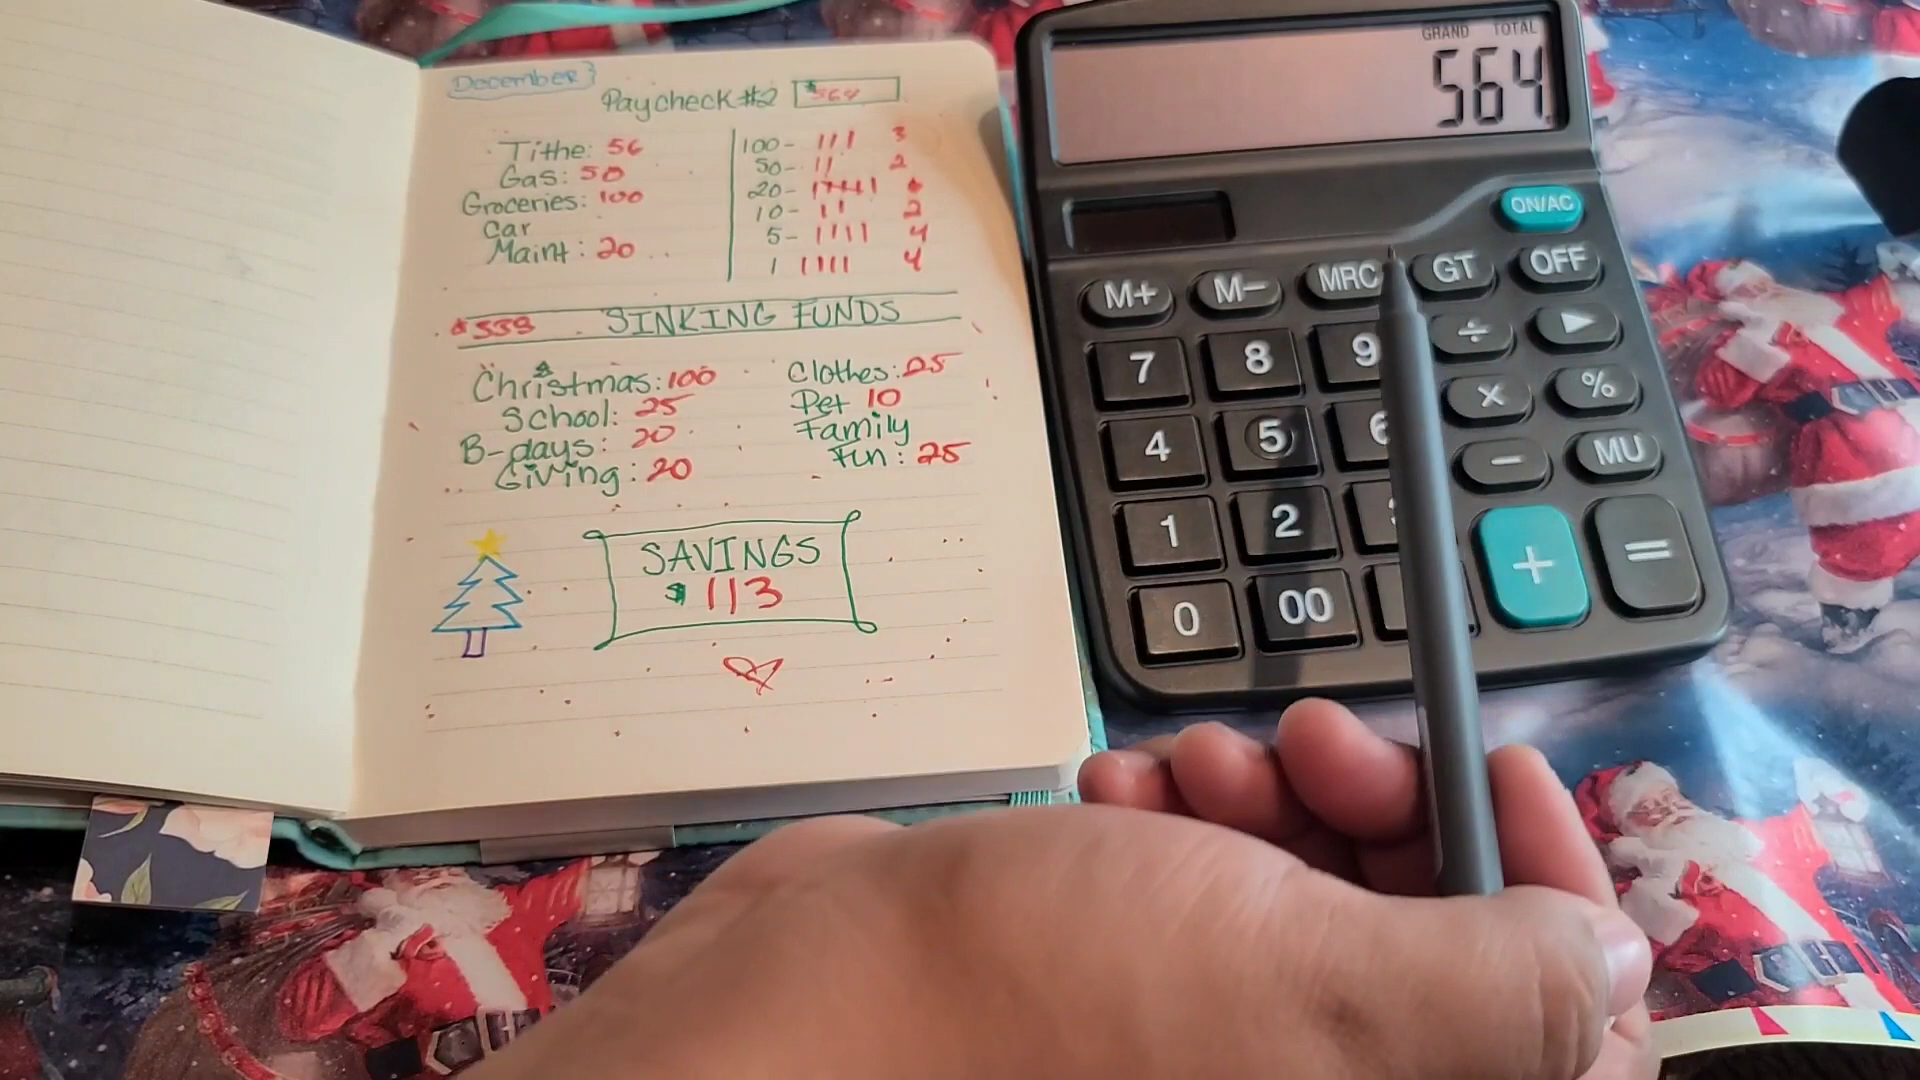 December
Paycheck #2 $564
Tithe: 56
Gas: 50
Groceries: 100
Car
Maint: 20
100- 3
50- 2
20-
10- 2
5- 4
1 4
SINKING FUNDS
Christmas: 100
School: 25
B-days: 20
Giving: 20
Clothes: 25
Pet 10
Family
Fun: 25
SAVINGS
$113
GRAND TOTAL
564
ON/AC
M+ M- MRC GT OFF
7 8 9 ÷ ▶
4 5 6 × %
1 2 - MU
0 00 + =